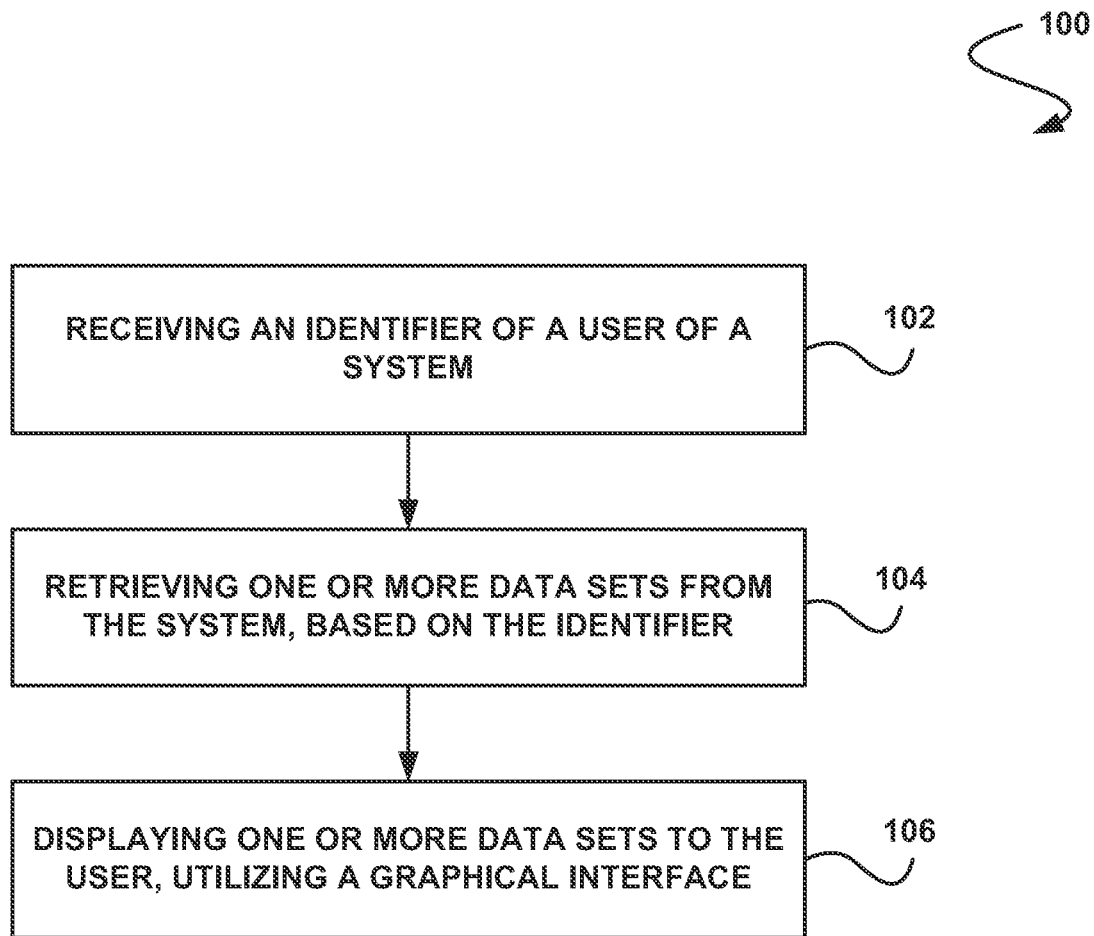 100
RECEIVING AN IDENTIFIER OF A USER OF A
SYSTEM
102
RETRIEVING ONE OR MORE DATA SETS FROM
THE SYSTEM, BASED ON THE IDENTIFIER
104
DISPLAYING ONE OR MORE DATA SETS TO THE
USER, UTILIZING A GRAPHICAL INTERFACE
106